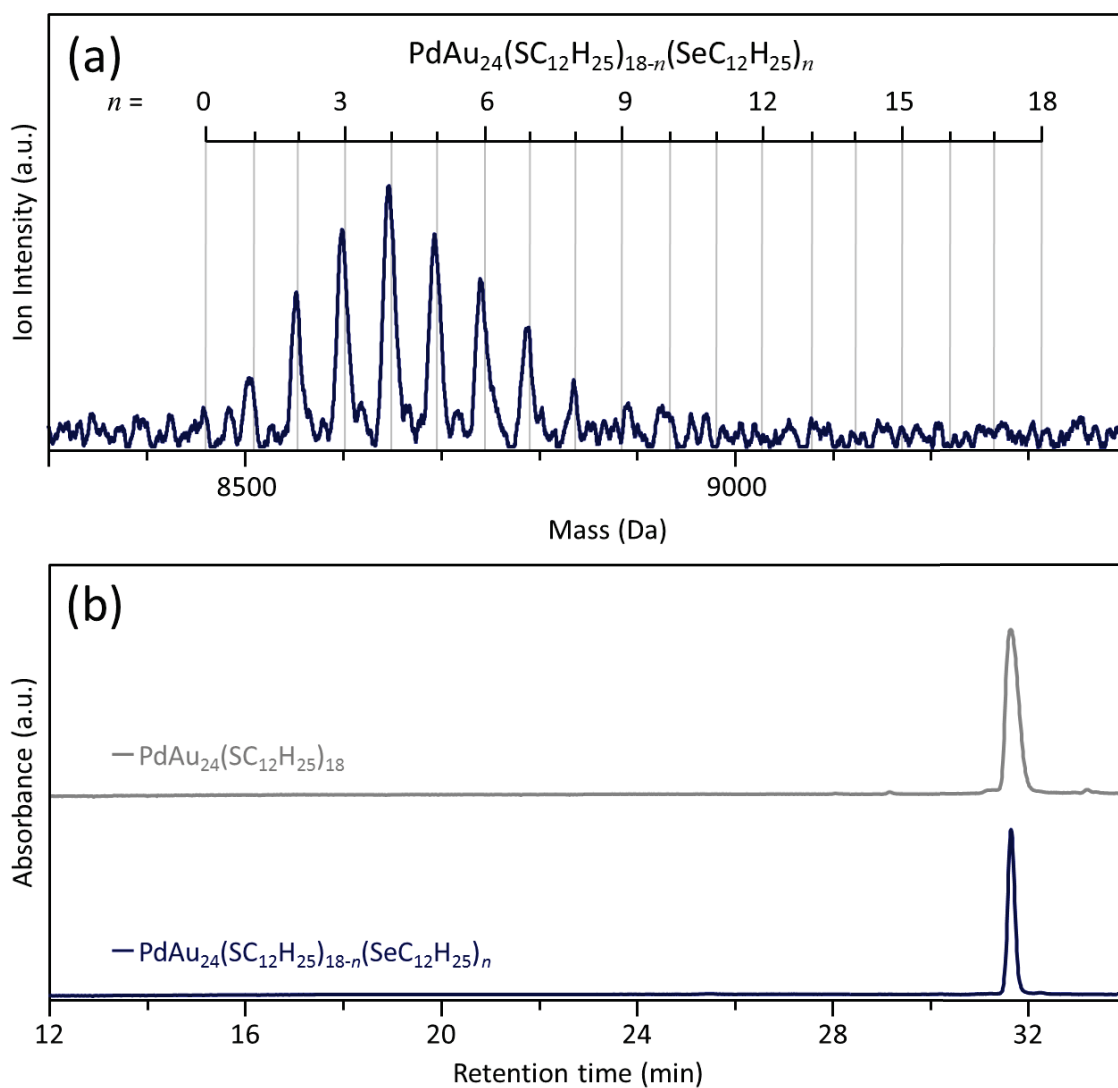 (a)
PdAu₂₄(SC₁₂H₂₅)₁₈₋ₙ(SeC₁₂H₂₅)ₙ
n = 0 3 6 9 12 15 18
Ion Intensity (a.u.)
8500 9000
Mass (Da)
(b)
PdAu₂₄(SC₁₂H₂₅)₁₈
Absorbance (a.u.)
PdAu₂₄(SC₁₂H₂₅)₁₈₋ₙ(SeC₁₂H₂₅)ₙ
12 16 20 24 28 32
Retention time (min)